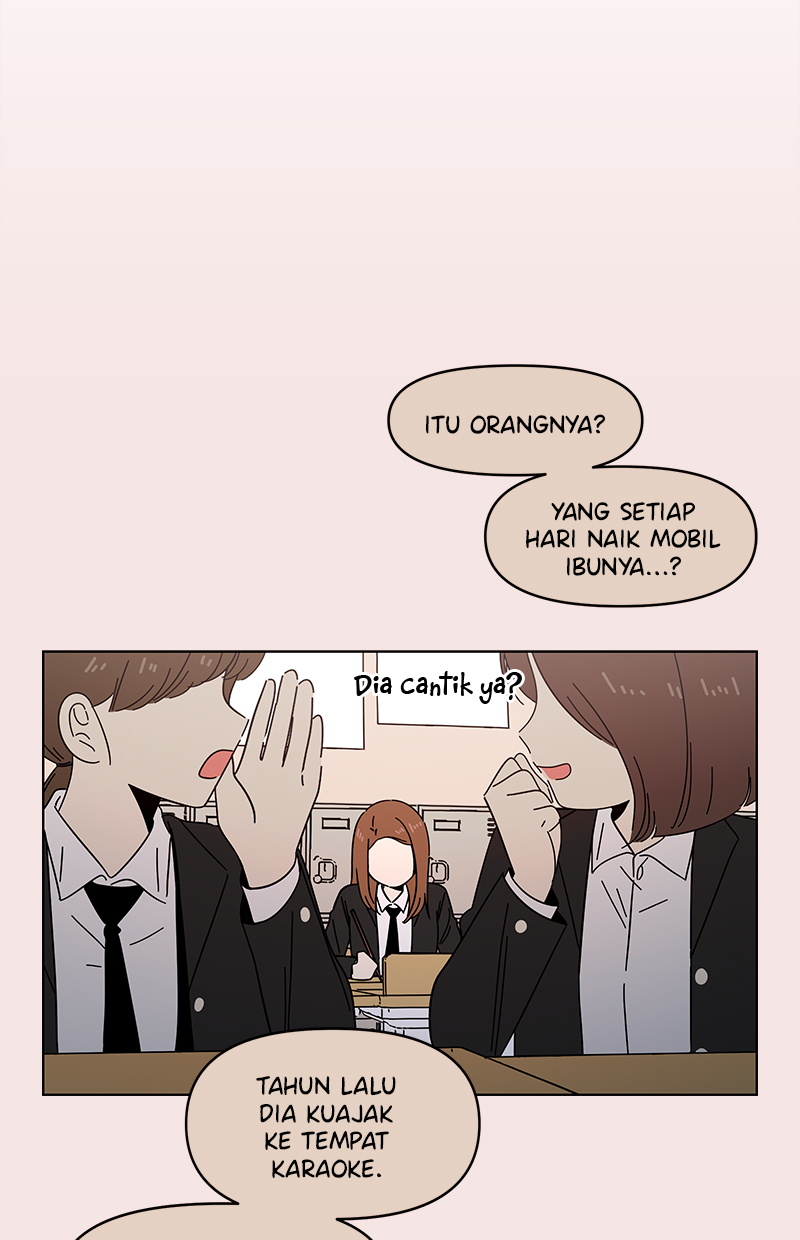 ITU ORANGNYA?
YANG SETIAP
HARI NAIK MOBIL
IBUNYA...?
Dia cantik ya?
TAHUN LALU
DIA KUAJAK
KE TEMPAT
KARAOKE.